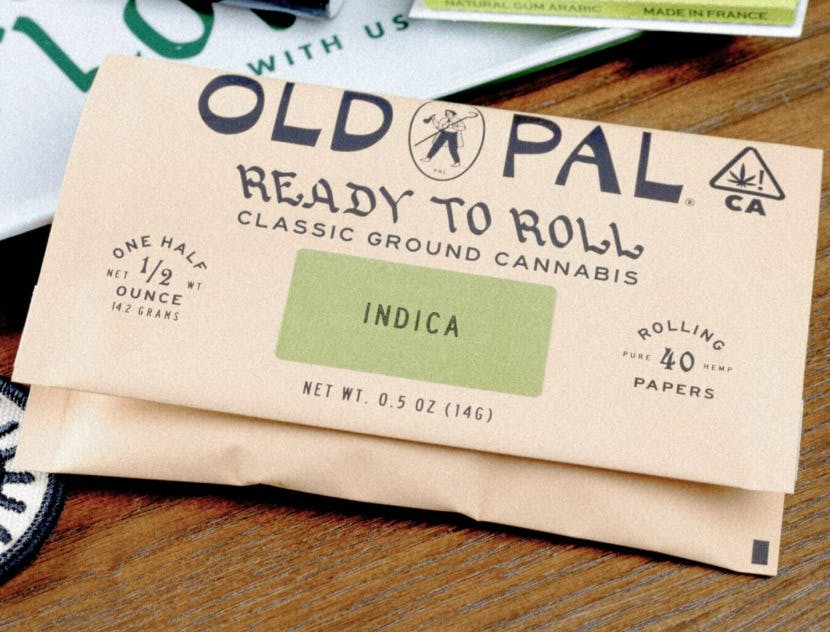 NATURAL GUM ARABIC
MADE IN FRANCE
WITH US
OLD PAL®
PAL
READY TO ROLL
CLASSIC GROUND CANNABIS
CA
ONE HALF
NET 1/2 WT
OUNCE
14.2 GRAMS
INDICA
ROLLING
PURE 40 HEMP
PAPERS
NET WT. 0.5 OZ (14G)